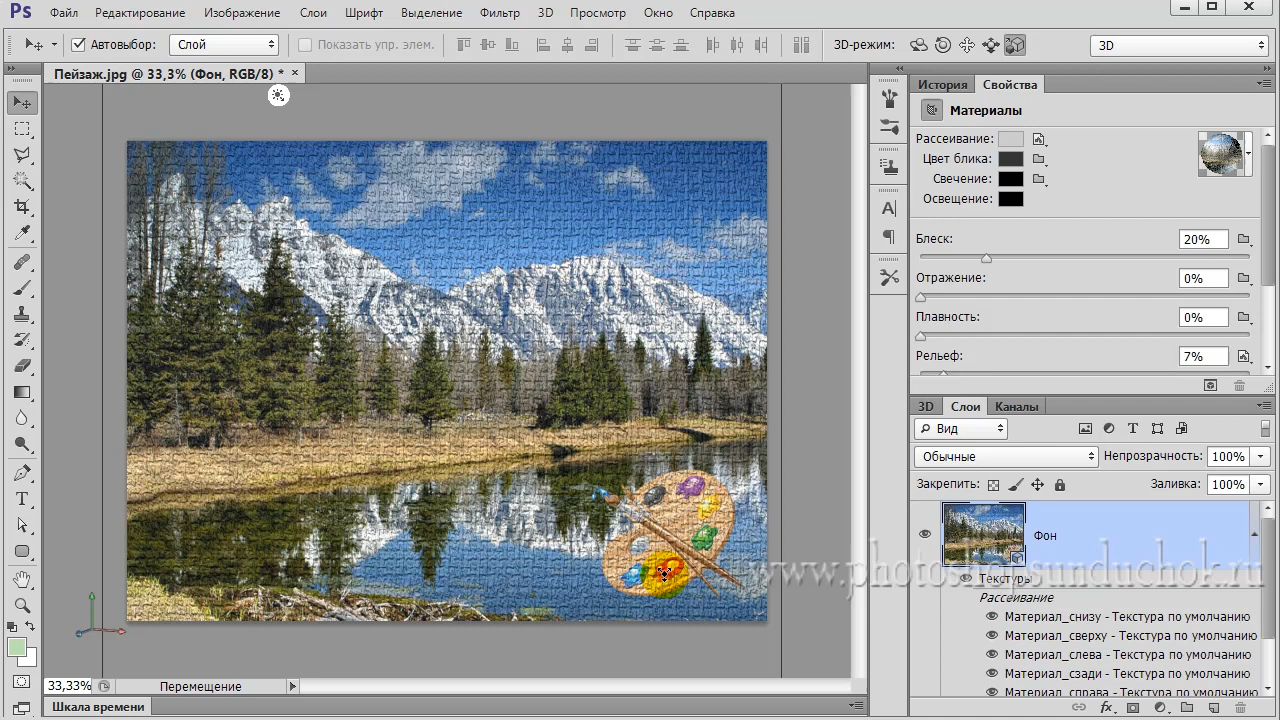 Ps Файл Редактирование Изображение Слои Шрифт Выделение Фильтр 3D Просмотр Окно Справка
Автовыбор: Слой Показать упр. элем. 3D-режим: 3D
Пейзаж.jpg @ 33,3% (Фон, RGB/8) * ×
История Свойства
Материалы
Рассеивание:
Цвет блика:
Свечение:
Освещение:
Блеск: 20%
Отражение: 0%
Плавность: 0%
Рельеф: 7%
3D Слои Каналы
Вид
Обычные Непрозрачность: 100%
Закрепить: Заливка: 100%
Фон
www.photoshopsunduchok.ru
Текстуры
Рассеивание
Материал_снизу - Текстура по умолчанию
Материал_сверху - Текстура по умолчанию
Материал_слева - Текстура по умолчанию
Материал_сзади - Текстура по умолчанию
Материал_справа - Текстура по умолчанию
33,33% Перемещение
Шкала времени